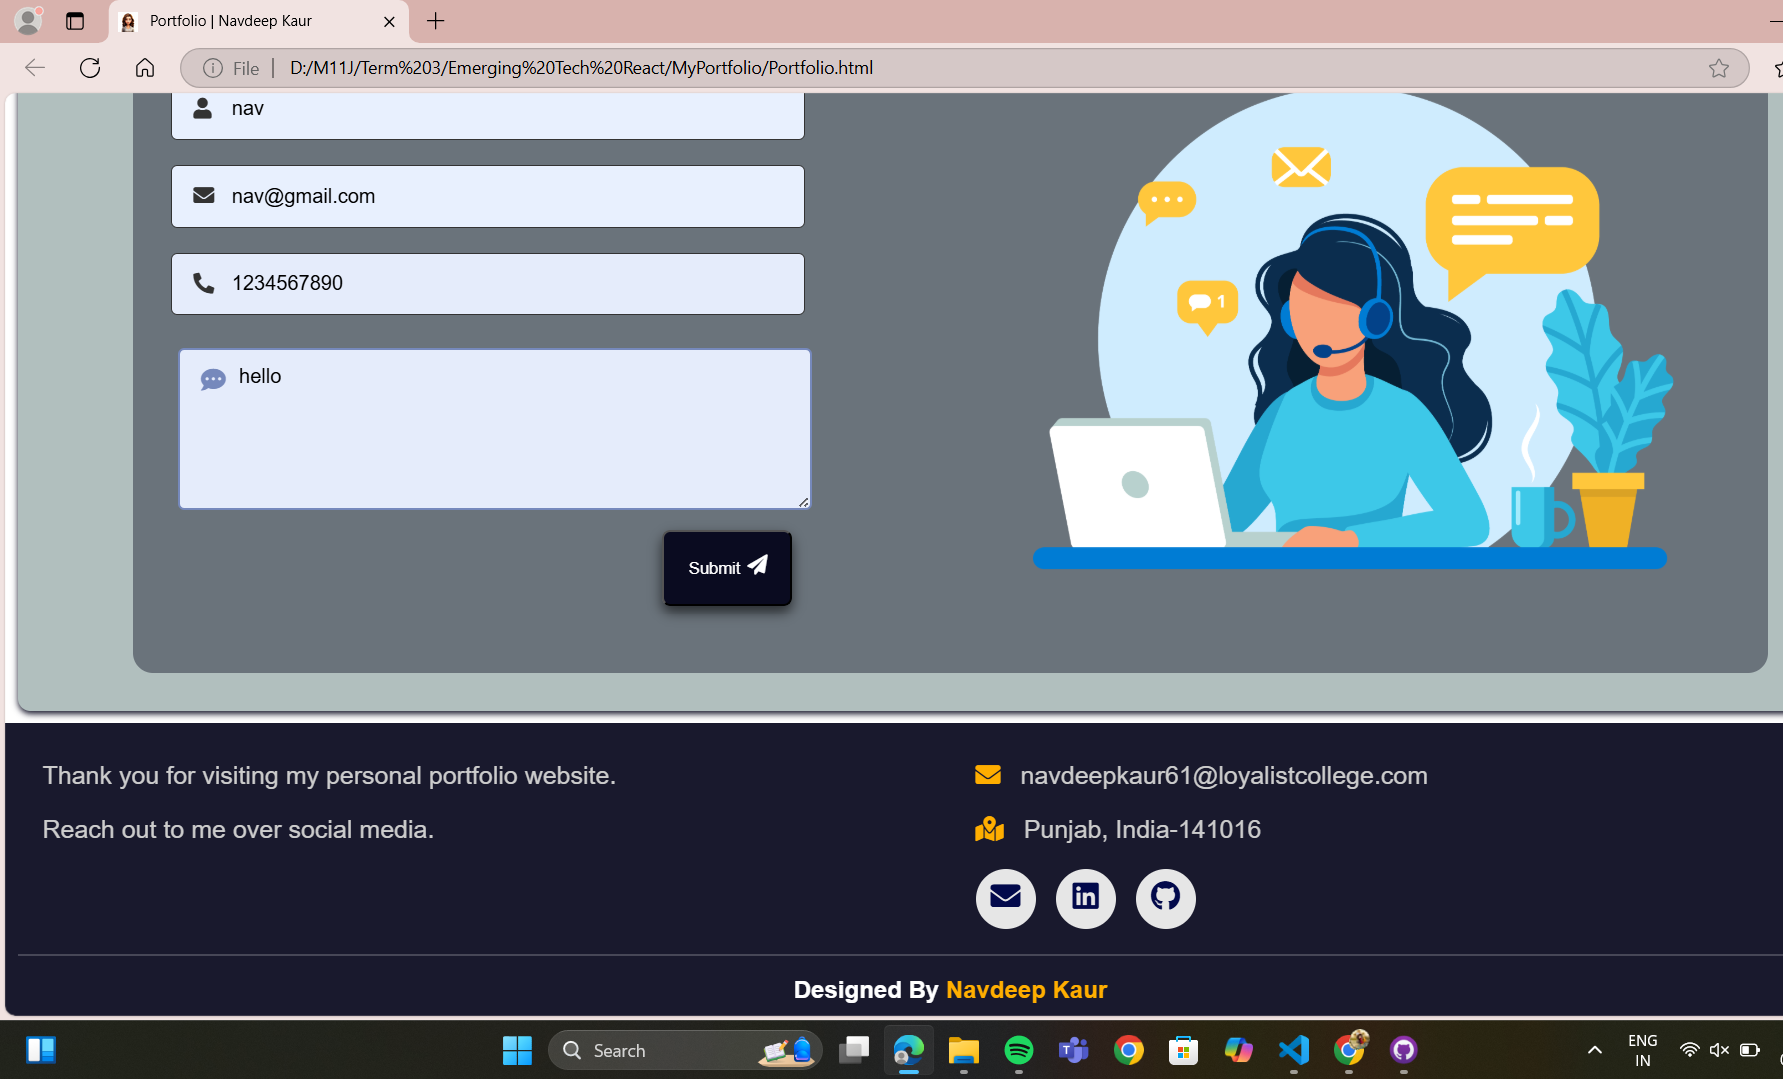 Portfolio | Navdeep Kaur
File
D:/M11J/Term%203/Emerging%20Tech%20React/MyPortfolio/Portfolio.html
nav
nav@gmail.com
1234567890
hello
1
Submit
Thank you for visiting my personal portfolio website.
Reach out to me over social media.
navdeepkaur61@loyalistcollege.com
Punjab, India-141016
in
Designed By Navdeep Kaur
Search
T
ENG
IN